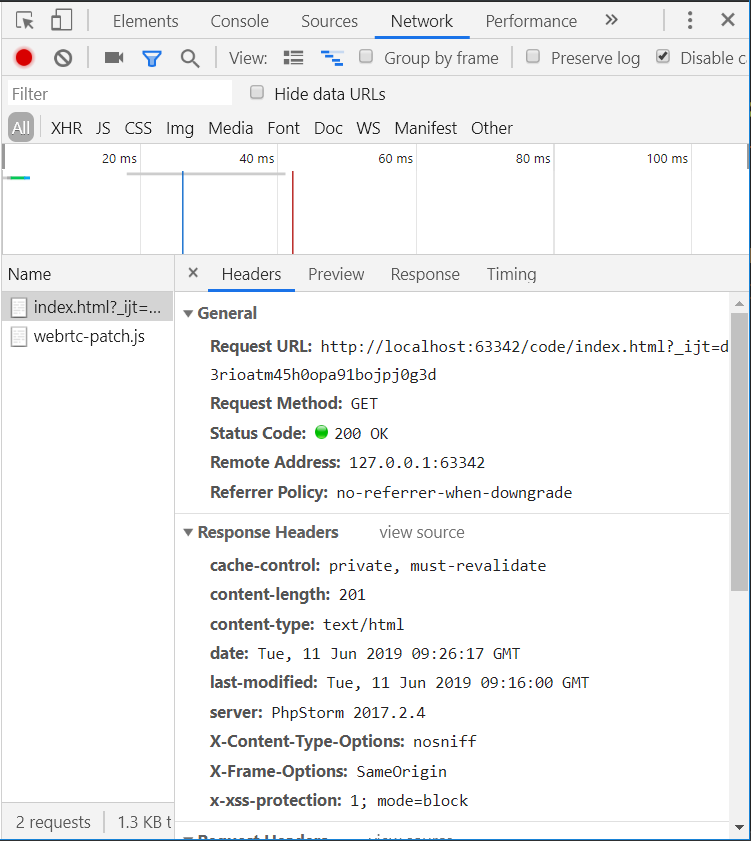 Elements Console Sources Network Performance »
View: Group by frame Preserve log Disable ca
Filter Hide data URLs
All XHR JS CSS Img Media Font Doc WS Manifest Other
20 ms 40 ms 60 ms 80 ms 100 ms
Name
index.html?_ijt=...
webrtc-patch.js
× Headers Preview Response Timing
General
Request URL: http://localhost:63342/code/index.html?_ijt=d
3rioatm45h0opa91bojpj0g3d
Request Method: GET
Status Code: 200 OK
Remote Address: 127.0.0.1:63342
Referrer Policy: no-referrer-when-downgrade
Response Headers view source
cache-control: private, must-revalidate
content-length: 201
content-type: text/html
date: Tue, 11 Jun 2019 09:26:17 GMT
last-modified: Tue, 11 Jun 2019 09:16:00 GMT
server: PhpStorm 2017.2.4
X-Content-Type-Options: nosniff
X-Frame-Options: SameOrigin
x-xss-protection: 1; mode=block
Request Headers view source
2 requests 1.3 KB t